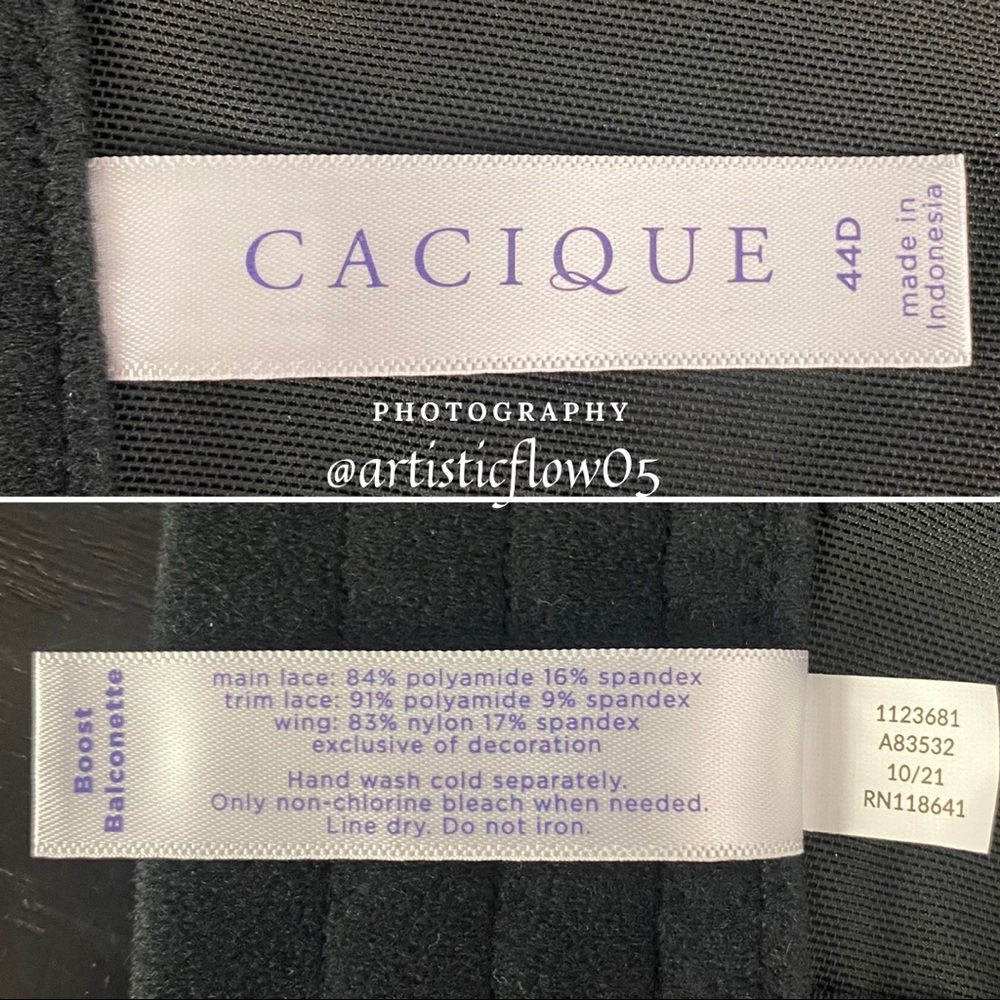 CACIQUE
44D
made in
Indonesia
PHOTOGRAPHY
@artisticflow05
Boost
Balconette
main lace: 84% polyamide 16% spandex
trim lace: 91% polyamide 9% spandex
wing: 83% nylon 17% spandex
exclusive of decoration
Hand wash cold separately.
Only non-chlorine bleach when needed.
Line dry. Do not iron.
1123681
A83532
10/21
RN118641